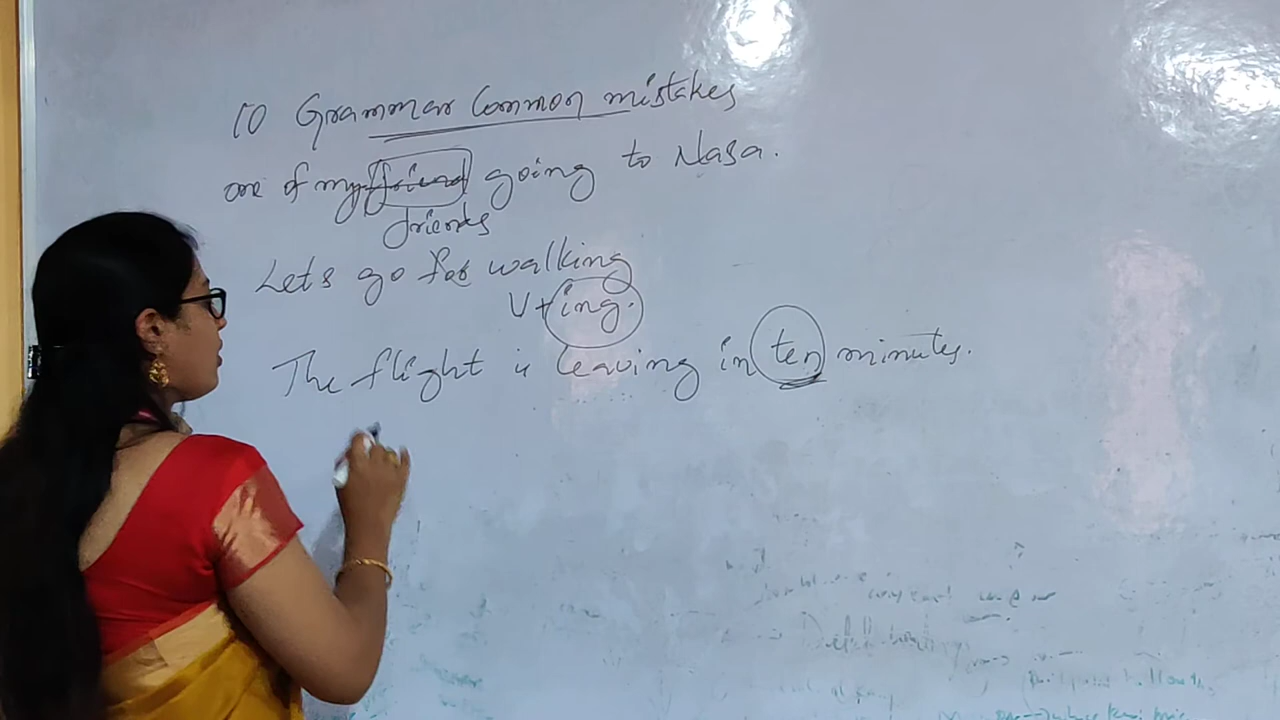 10 Grammar Common mistakes
one of my friend going to Nasa.
friends
Lets go for walking
V+ing.
The flight is leaving in ten minutes.